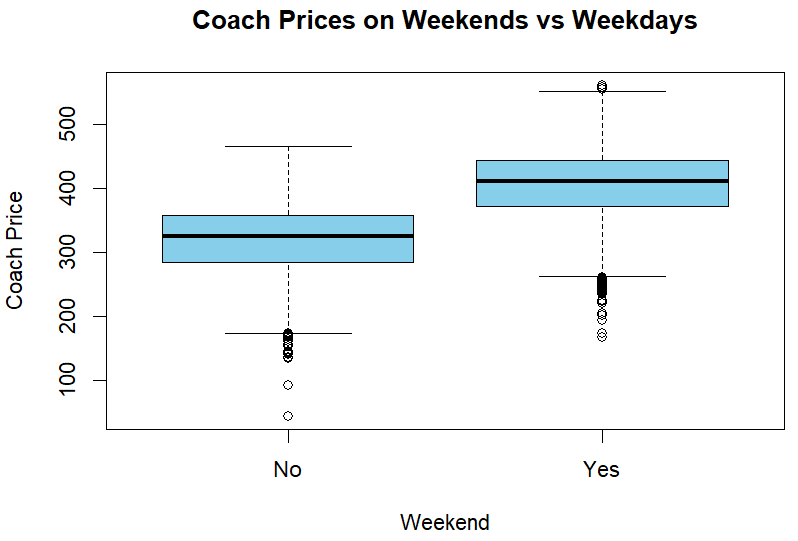 Coach Prices on Weekends vs Weekdays
Coach Price
500
400
300
200
100
No Yes
Weekend